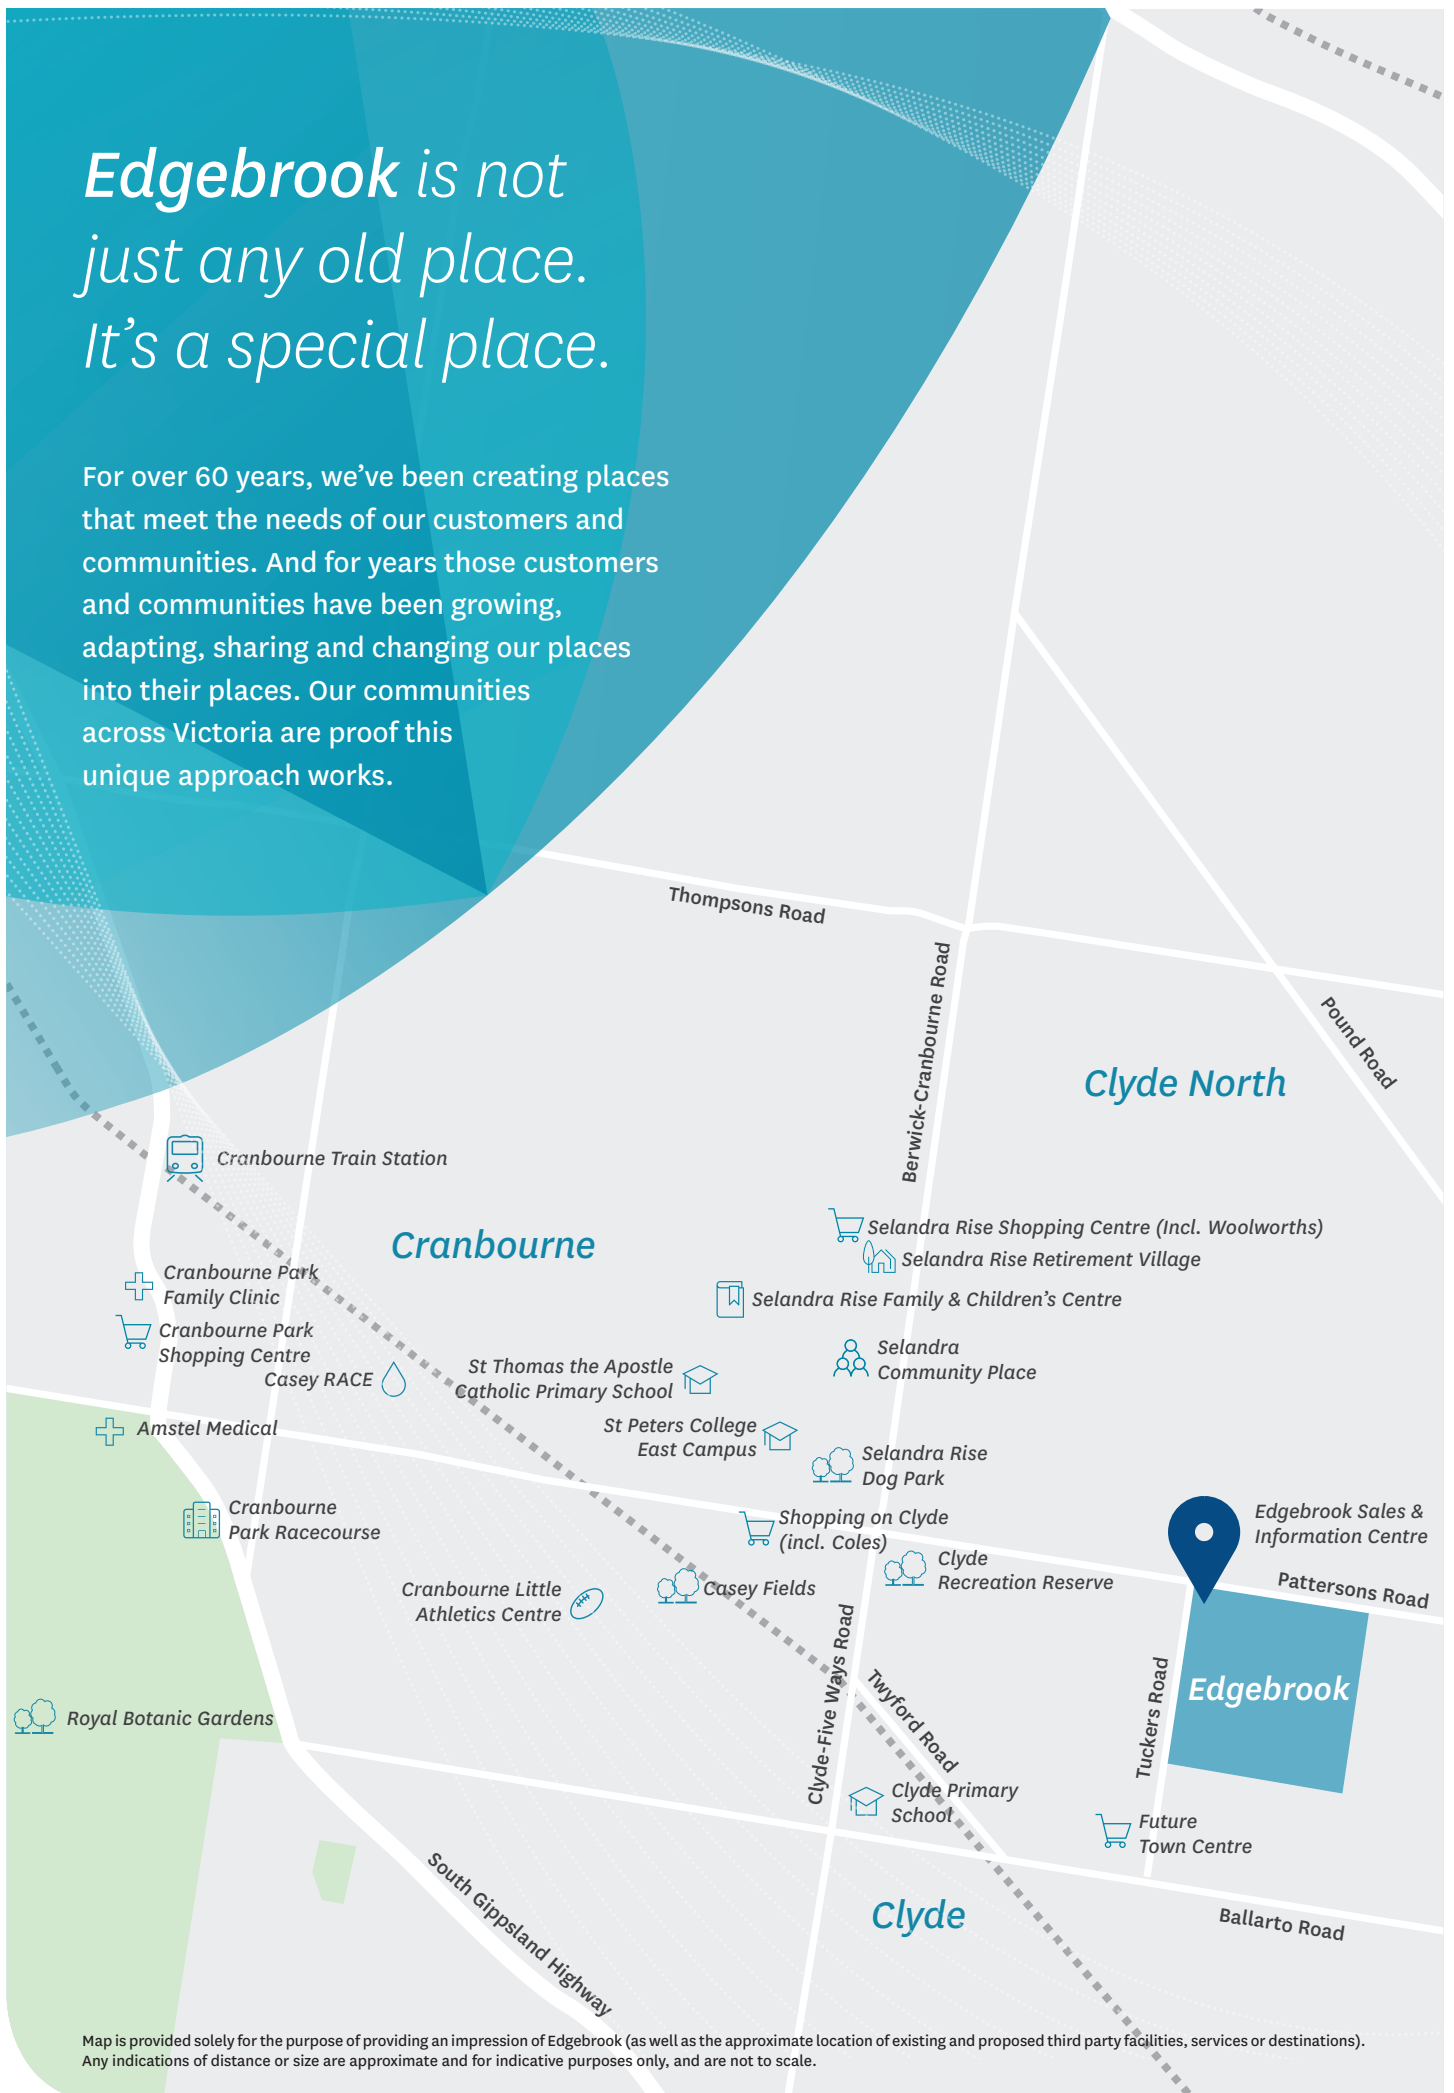 Edgebrook is not
just any old place.
It's a special place.
For over 60 years, we've been creating places
that meet the needs of our customers and
communities. And for years those customers
and communities have been growing,
adapting, sharing and changing our places
into their places. Our communities
across Victoria are proof this
unique approach works.
Thompsons Road
Berwick-Cranbourne Road
Pound Road
Clyde North
Cranbourne Train Station
Cranbourne
Selandra Rise Shopping Centre (Incl. Woolworths)
Selandra Rise Retirement Village
Cranbourne Park
Family Clinic
Selandra Rise Family & Children's Centre
Cranbourne Park
Shopping Centre
Selandra
Community Place
Casey RACE
St Thomas the Apostle
Catholic Primary School
Amstel Medical
St Peters College
East Campus
Selandra Rise
Dog Park
Cranbourne
Park Racecourse
Shopping on Clyde
(incl. Coles)
Edgebrook Sales &
Information Centre
Clyde
Recreation Reserve
Cranbourne Little
Athletics Centre
Casey Fields
Pattersons Road
Clyde-Five Ways Road
Twyford Road
Tuckers Road
Edgebrook
Royal Botanic Gardens
Clyde Primary
School
Future
Town Centre
South Gippsland Highway
Clyde
Ballarto Road
Map is provided solely for the purpose of providing an impression of Edgebrook (as well as the approximate location of existing and proposed third party facilities, services or destinations).
Any indications of distance or size are approximate and for indicative purposes only, and are not to scale.